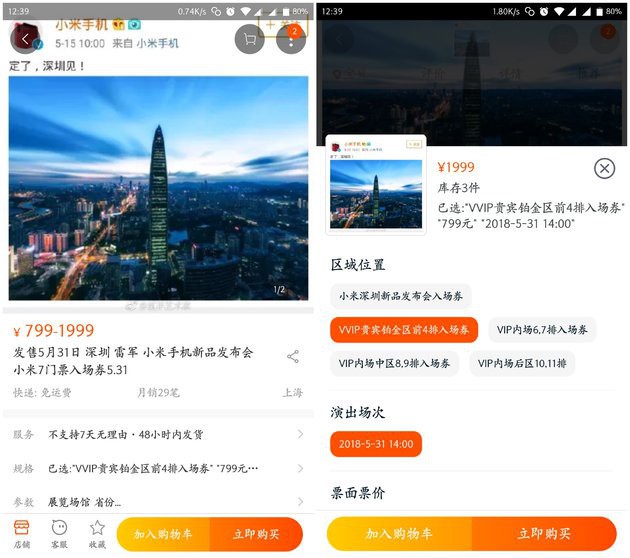 12:39
0.74K/s
80%
小米手机
5-15 10:00 来自 小米手机
+ 关注
2
定了，深圳见！
1/2
¥ 799-1999
发售5月31日 深圳 雷军 小米手机新品发布会
小米7门票入场券5.31
快递: 免运费
月销29笔
上海
服务
不支持7天无理由·48小时内发货
规格
已选:"VVIP贵宾铂金区前4排入场券" "799元…
参数
展览场馆 省份…
店铺
客服
收藏
加入购物车
立即购买
12:39
1.80K/s
80%
2
小米手机
定了，深圳见！
¥1999
库存3件
已选:"VVIP贵宾铂金区前4排入场券"
"799元" "2018-5-31 14:00"
区域位置
小米深圳新品发布会入场券
VVIP贵宾铂金区前4排入场券
VIP内场6,7排入场券
VIP内场中区8,9排入场券
VIP内场后区10,11排
演出场次
2018-5-31 14:00
票面票价
加入购物车
立即购买